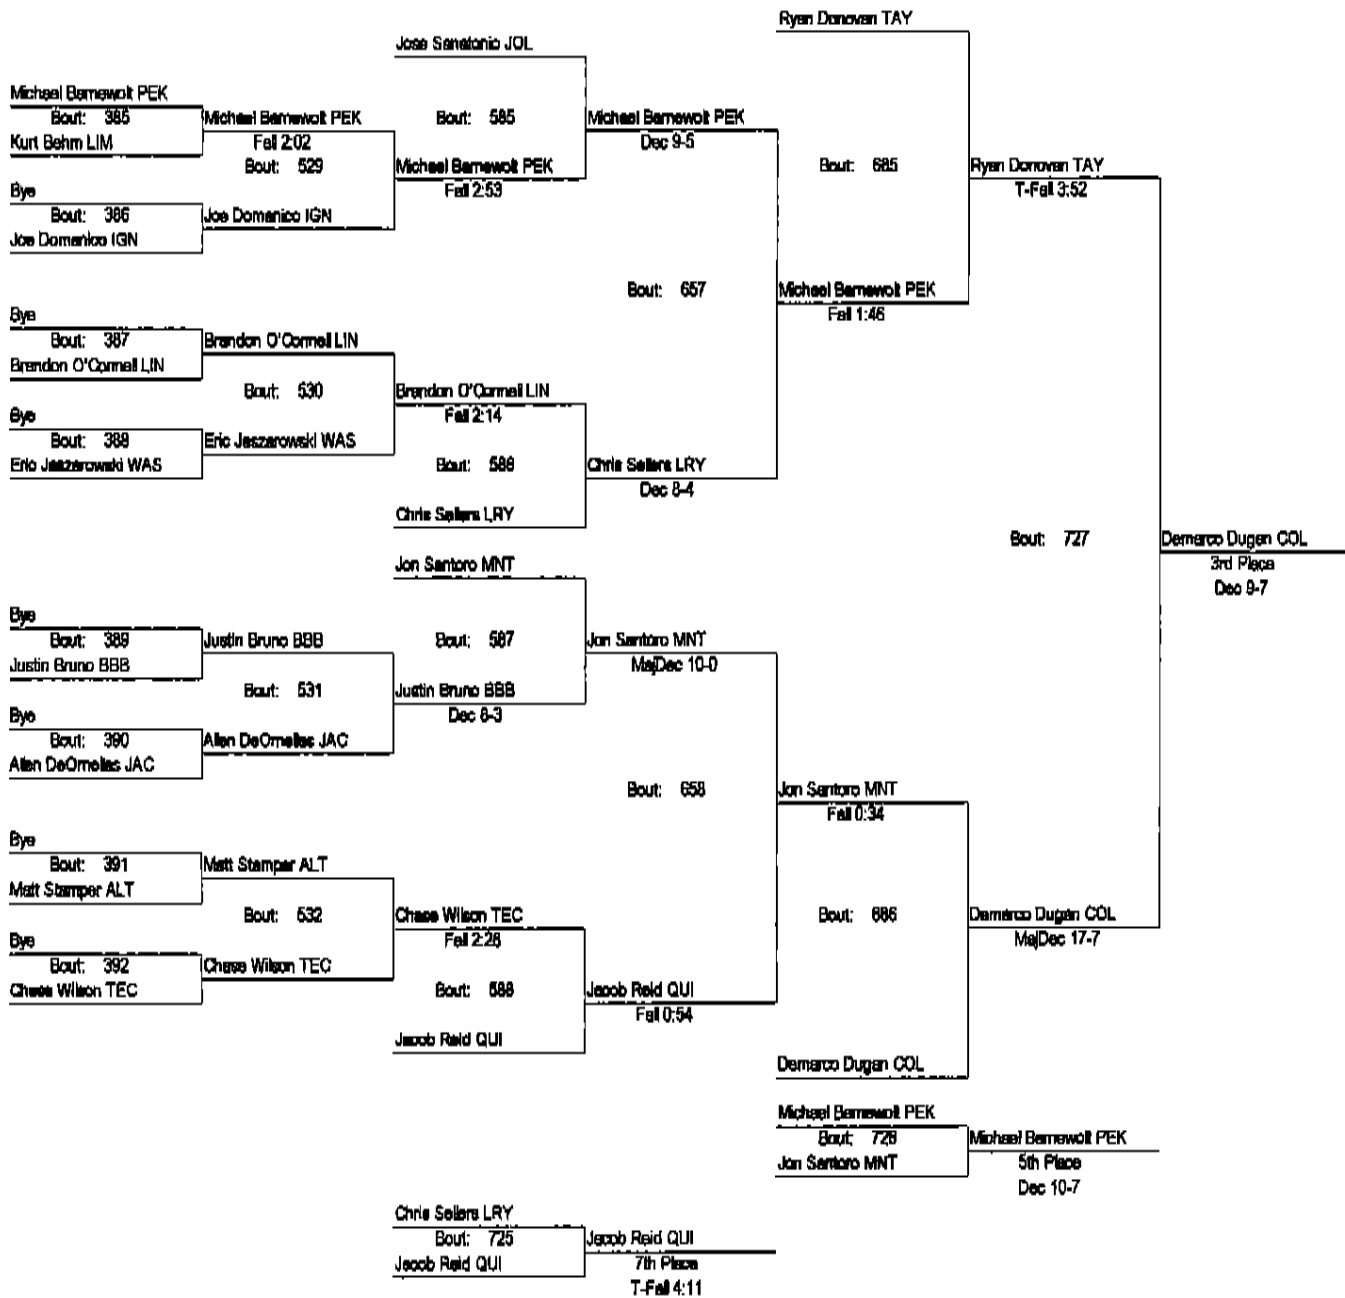 Ryan Donovan TAY
Jose Sanatonio JOL
Michael Barnewolt PEK
Bout: 385
Kurt Behm LIM
Michael Barnewolt PEK
Fall 2:02
Bout: 585
Michael Barnewolt PEK
Dec 9-5
Bout: 529
Michael Barnewolt PEK
Fall 2:53
Bout: 685
Ryan Donovan TAY
T-Fall 3:52
Bye
Bout: 386
Joe Domanico IGN
Joe Domanico IGN
Bout: 657
Michael Barnewolt PEK
Fall 1:46
Bye
Bout: 387
Brandon O'Connell LIN
Brandon O'Connell LIN
Bout: 530
Brandon O'Connell LIN
Fall 2:14
Bye
Bout: 388
Eric Jaszarowski WAS
Eric Jaszarowski WAS
Bout: 586
Chris Sellers LRY
Dec 8-4
Chris Sellers LRY
Bout: 727
Demarco Dugan COL
3rd Place
Dec 9-7
Jon Santoro MNT
Bye
Bout: 389
Justin Bruno BBB
Justin Bruno BBB
Bout: 587
Jon Santoro MNT
MajDec 10-0
Bout: 531
Justin Bruno BBB
Dec 8-3
Bye
Bout: 390
Allen DeOrnellas JAC
Allen DeOrnellas JAC
Bout: 658
Jon Santoro MNT
Fall 0:34
Bye
Bout: 391
Matt Stamper ALT
Matt Stamper ALT
Bout: 532
Chase Wilson TEC
Fall 2:28
Bout: 686
Demarco Dugan COL
MajDec 17-7
Bye
Bout: 392
Chase Wilson TEC
Chase Wilson TEC
Bout: 588
Jacob Reid QUI
Fall 0:54
Jacob Reid QUI
Demarco Dugan COL
Michael Barnewolt PEK
Bout: 726
Jon Santoro MNT
Michael Barnewolt PEK
5th Place
Dec 10-7
Chris Sellers LRY
Bout: 725
Jacob Reid QUI
Jacob Reid QUI
7th Place
T-Fall 4:11